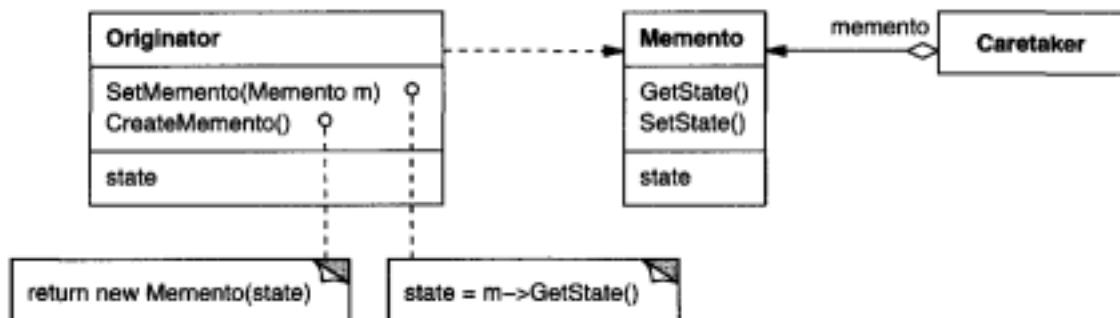 Originator
SetMemento(Memento m)
CreateMemento()
state
Memento
GetState()
SetState()
state
memento
Caretaker
return new Memento(state)
state = m->GetState()